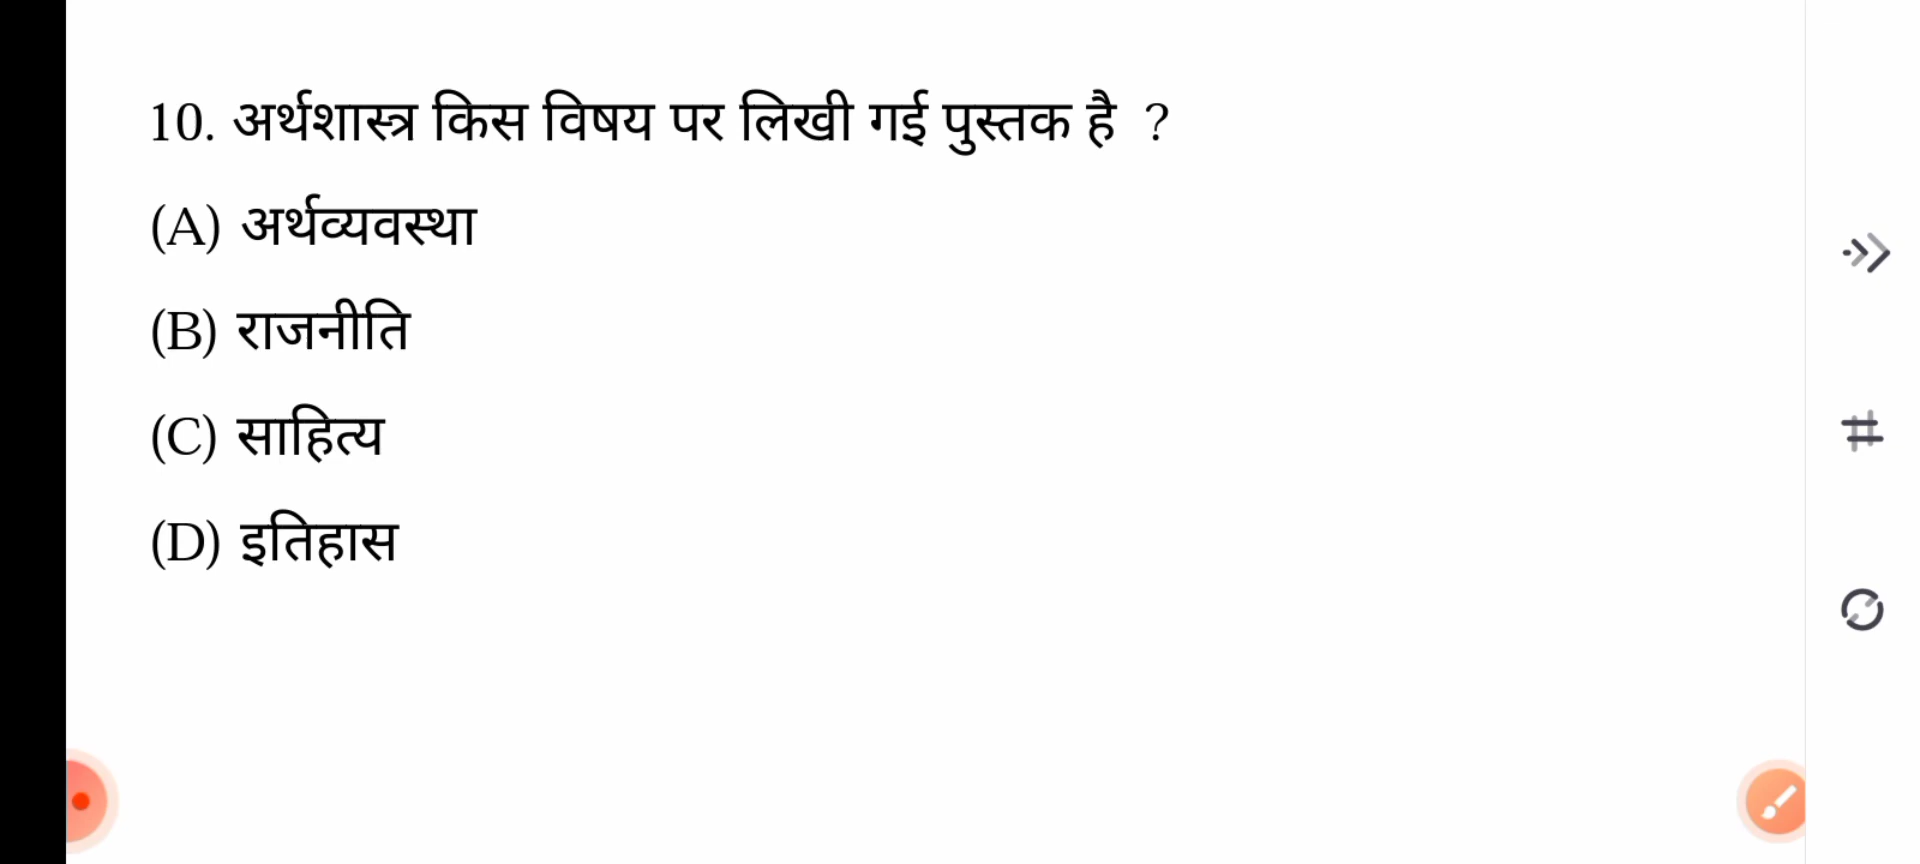 10. अर्थशास्त्र किस विषय पर लिखी गई पुस्तक है ?
(A) अर्थव्यवस्था
(B) राजनीति
(C) साहित्य
(D) इतिहास